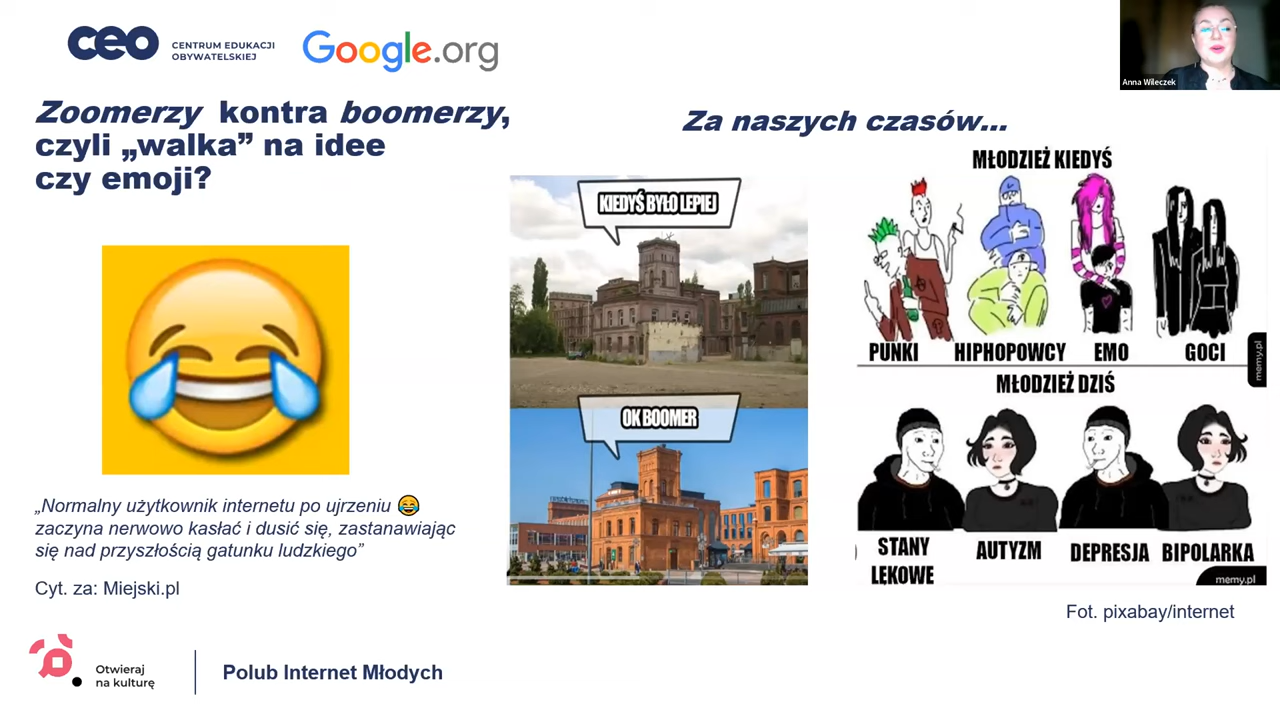 ceo
CENTRUM EDUKACJI
OBYWATELSKIEJ
Google.org
Anna Wileczek
Zoomerzy kontra boomerzy,
czyli „walka” na idee
czy emoji?
„Normalny użytkownik internetu po ujrzeniu 😂
zaczyna nerwowo kasłać i dusić się, zastanawiając
się nad przyszłością gatunku ludzkiego”
Cyt. za: Miejski.pl
Za naszych czasów...
KIEDYŚ BYŁO LEPIEJ
OK BOOMER
MŁODZIEŻ KIEDYŚ
PUNKI HIPHOPOWCY EMO GOCI
memy.pl
MŁODZIEŻ DZIŚ
STANY
LĘKOWE
AUTYZM DEPRESJA BIPOLARKA
memy.pl
Fot. pixabay/internet
Otwieraj
na kulturę
Polub Internet Młodych